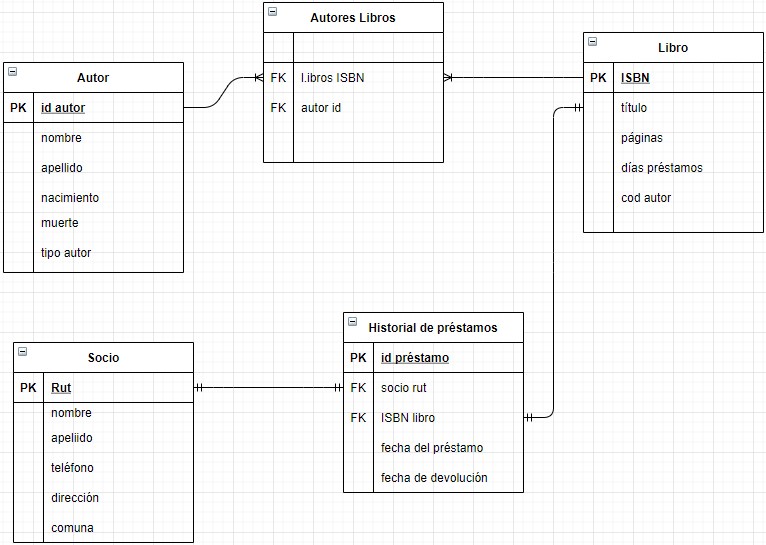 Autores Libros
FK l.ibros ISBN
FK autor id
Autor
PK id autor
nombre
apellido
nacimiento
muerte
tipo autor
Libro
PK ISBN
título
páginas
días préstamos
cod autor
Socio
PK Rut
nombre
apeliido
teléfono
dirección
comuna
Historial de préstamos
PK id préstamo
FK socio rut
FK ISBN libro
fecha del préstamo
fecha de devolución